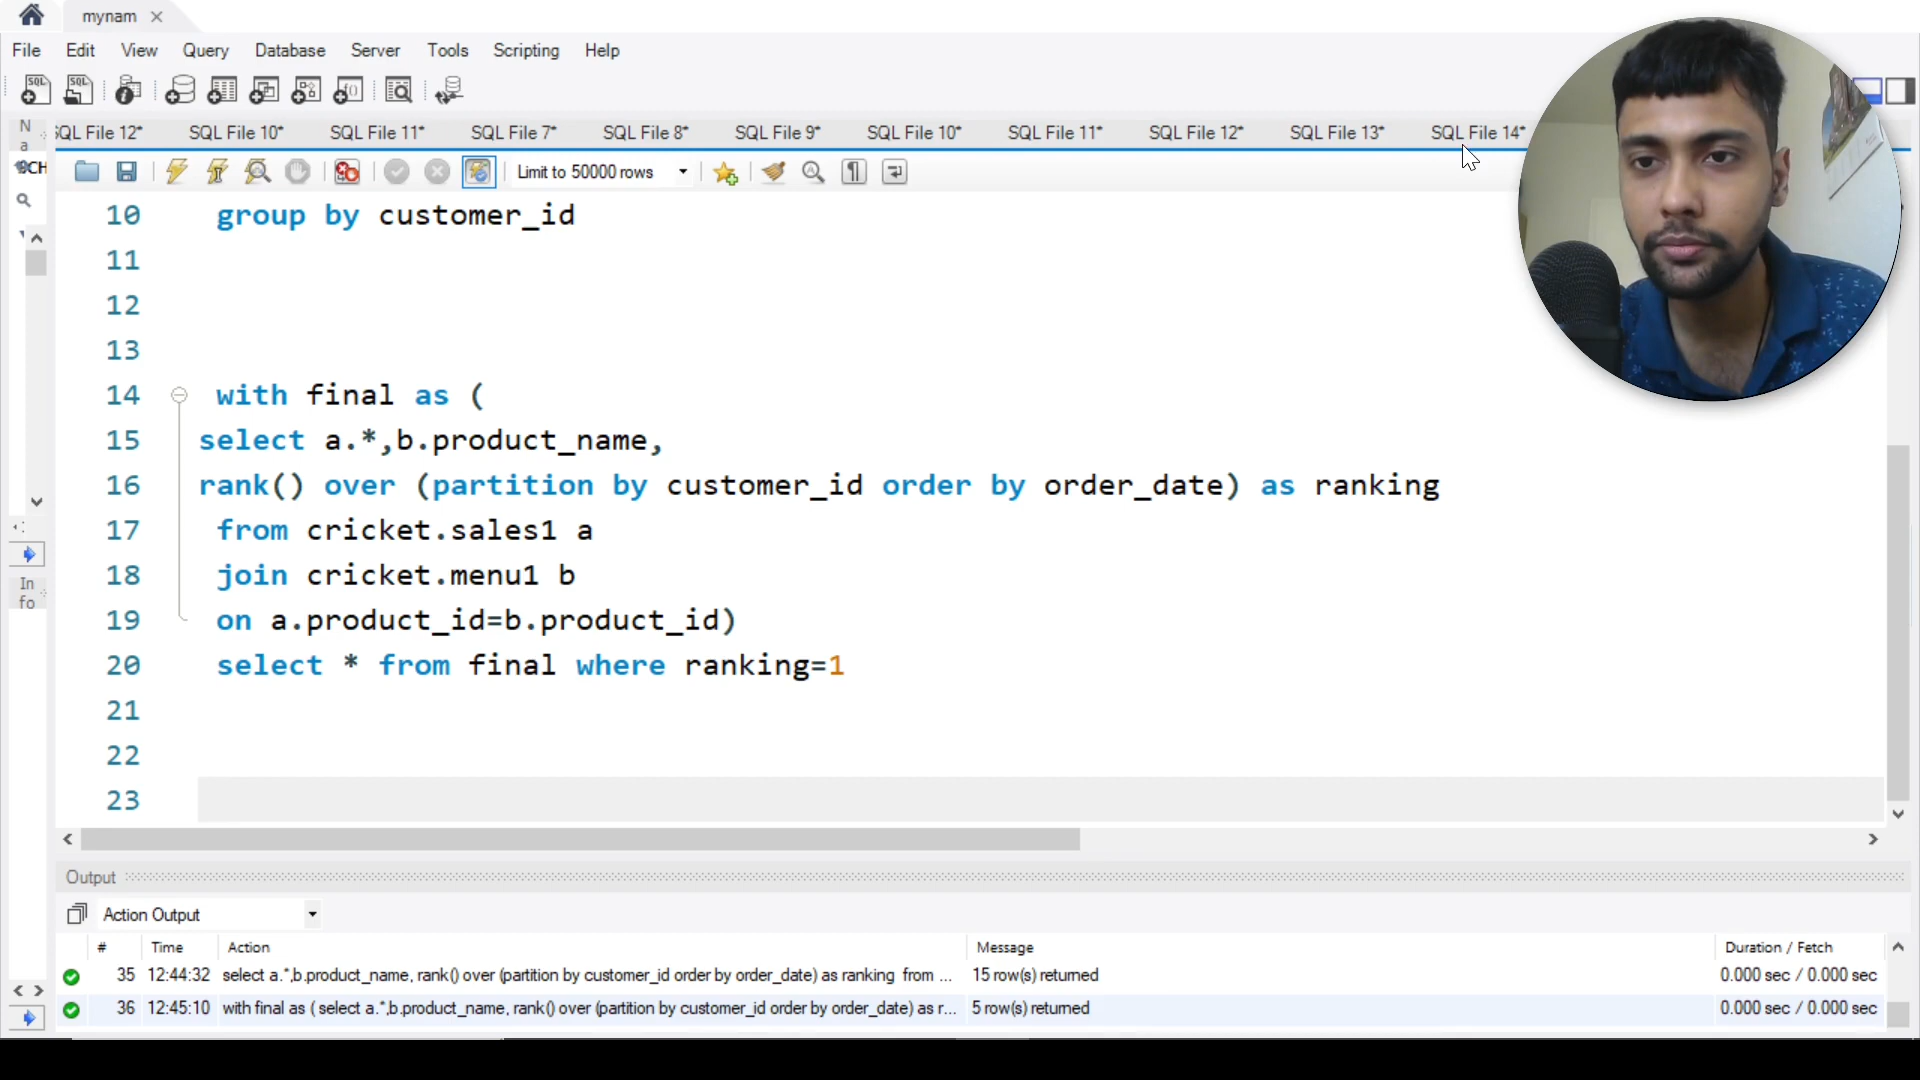 mynam
File Edit View Query Database Server Tools Scripting Help
SQL File 12* SQL File 10* SQL File 11* SQL File 7* SQL File 8* SQL File 9* SQL File 10* SQL File 11* SQL File 12* SQL File 13* SQL File 14*
Na
SCH
Limit to 50000 rows
10 group by customer_id
11
12
13
14 with final as (
15 select a.*,b.product_name,
16 rank() over (partition by customer_id order by order_date) as ranking
17 from cricket.sales1 a
18 join cricket.menu1 b
19 on a.product_id=b.product_id)
20 select * from final where ranking=1
21
22
23
Info
Output
Action Output
# Time Action Message Duration / Fetch
35 12:44:32 select a.*,b.product_name, rank() over (partition by customer_id order by order_date) as ranking from ... 15 row(s) returned 0.000 sec / 0.000 sec
36 12:45:10 with final as ( select a.*,b.product_name, rank() over (partition by customer_id order by order_date) as r... 5 row(s) returned 0.000 sec / 0.000 sec